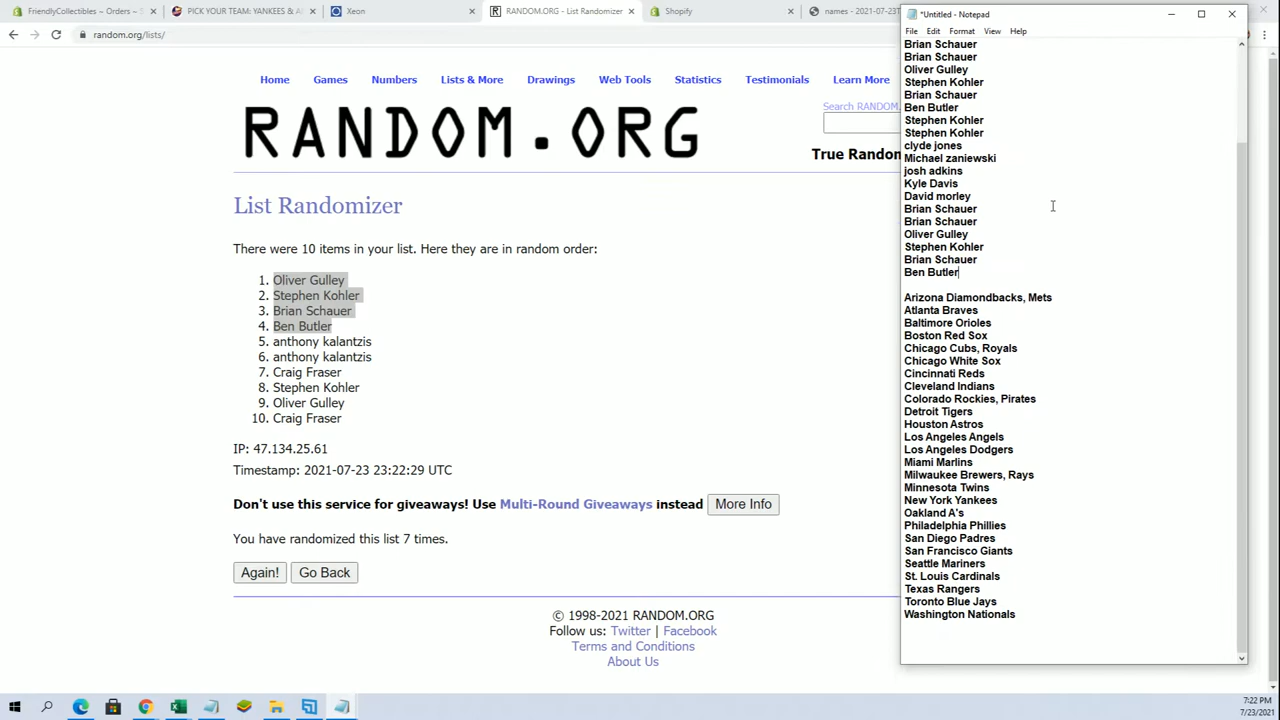 FriendlyCollectibles ~ Orders ~ S
PICK YOUR TEAM: YANKEES & A
Xeon
RANDOM.ORG - List Randomizer
Shopify
names - 2021-07-23T
random.org/lists/
Home Games Numbers Lists & More Drawings Web Tools Statistics Testimonials Learn More
RANDOM.ORG
Search RANDOM.
True Random
List Randomizer
There were 10 items in your list. Here they are in random order:
1. Oliver Gulley
2. Stephen Kohler
3. Brian Schauer
4. Ben Butler
5. anthony kalantzis
6. anthony kalantzis
7. Craig Fraser
8. Stephen Kohler
9. Oliver Gulley
10. Craig Fraser
IP: 47.134.25.61
Timestamp: 2021-07-23 23:22:29 UTC
Don't use this service for giveaways! Use Multi-Round Giveaways instead More Info
You have randomized this list 7 times.
Again! Go Back
© 1998-2021 RANDOM.ORG
Follow us: Twitter | Facebook
Terms and Conditions
About Us
*Untitled - Notepad
File Edit Format View Help
Brian Schauer
Brian Schauer
Oliver Gulley
Stephen Kohler
Brian Schauer
Ben Butler
Stephen Kohler
Stephen Kohler
clyde jones
Michael zaniewski
josh adkins
Kyle Davis
David morley
Brian Schauer
Brian Schauer
Oliver Gulley
Stephen Kohler
Brian Schauer
Ben Butler
Arizona Diamondbacks, Mets
Atlanta Braves
Baltimore Orioles
Boston Red Sox
Chicago Cubs, Royals
Chicago White Sox
Cincinnati Reds
Cleveland Indians
Colorado Rockies, Pirates
Detroit Tigers
Houston Astros
Los Angeles Angels
Los Angeles Dodgers
Miami Marlins
Milwaukee Brewers, Rays
Minnesota Twins
New York Yankees
Oakland A's
Philadelphia Phillies
San Diego Padres
San Francisco Giants
Seattle Mariners
St. Louis Cardinals
Texas Rangers
Toronto Blue Jays
Washington Nationals
7:22 PM
7/23/2021